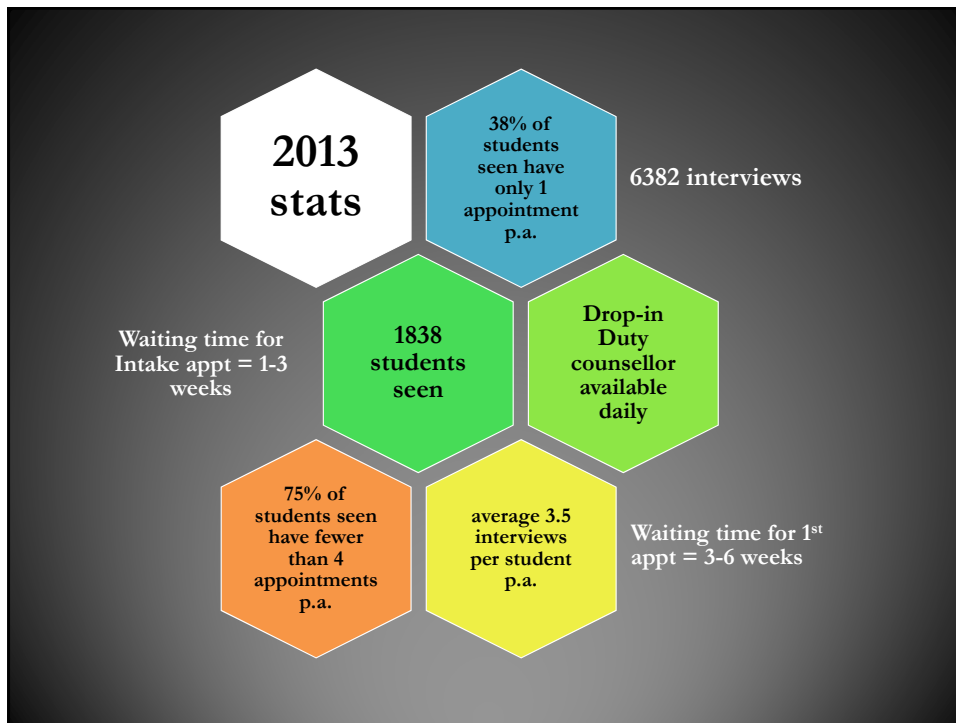 2013
stats
38% of
students
seen have
only 1
appointment
p.a.
6382 interviews
Waiting time for
Intake appt = 1-3
weeks
1838
students
seen
Drop-in
Duty
counsellor
available
daily
75% of
students seen
have fewer
than 4
appointments
p.a.
average 3.5
interviews
per student
p.a.
Waiting time for 1st
appt = 3-6 weeks